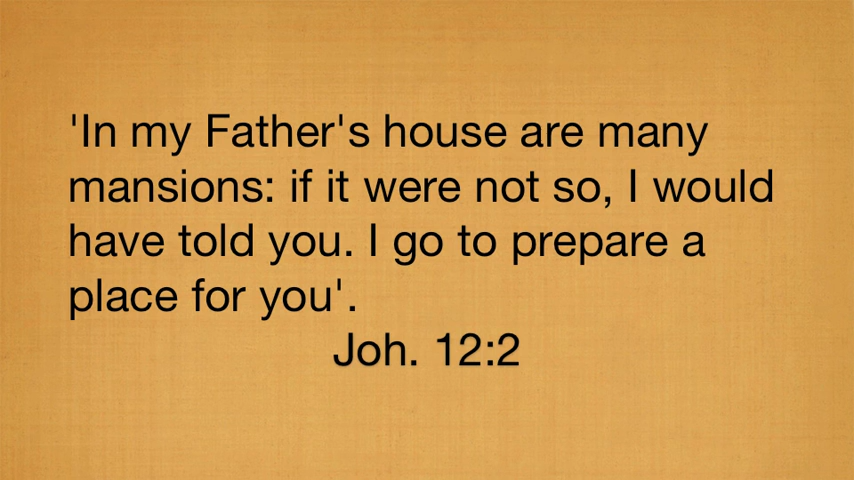 'In my Father's house are many
mansions: if it were not so, I would
have told you. I go to prepare a
place for you'.
Joh. 12:2